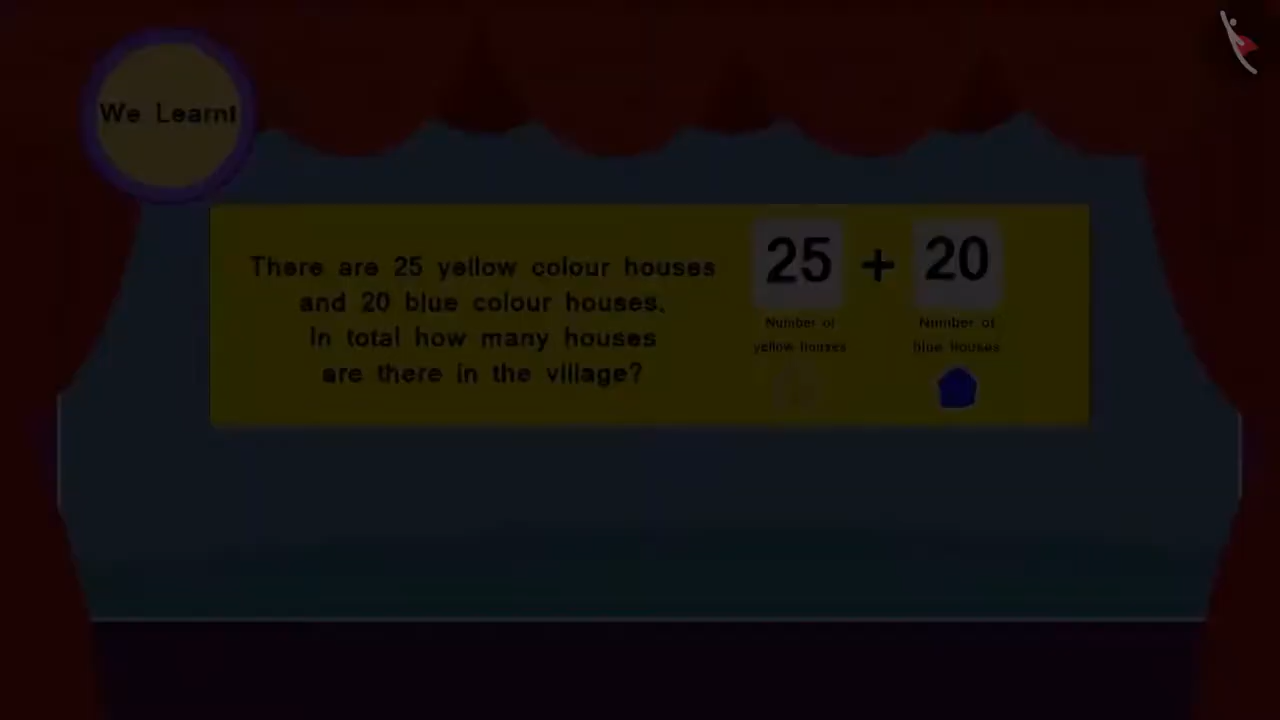 We Learnt
There are 25 yellow colour houses
and 20 blue colour houses.
In total how many houses
are there in the village?
25 + 20
Number of
yellow houses
Number of
blue houses